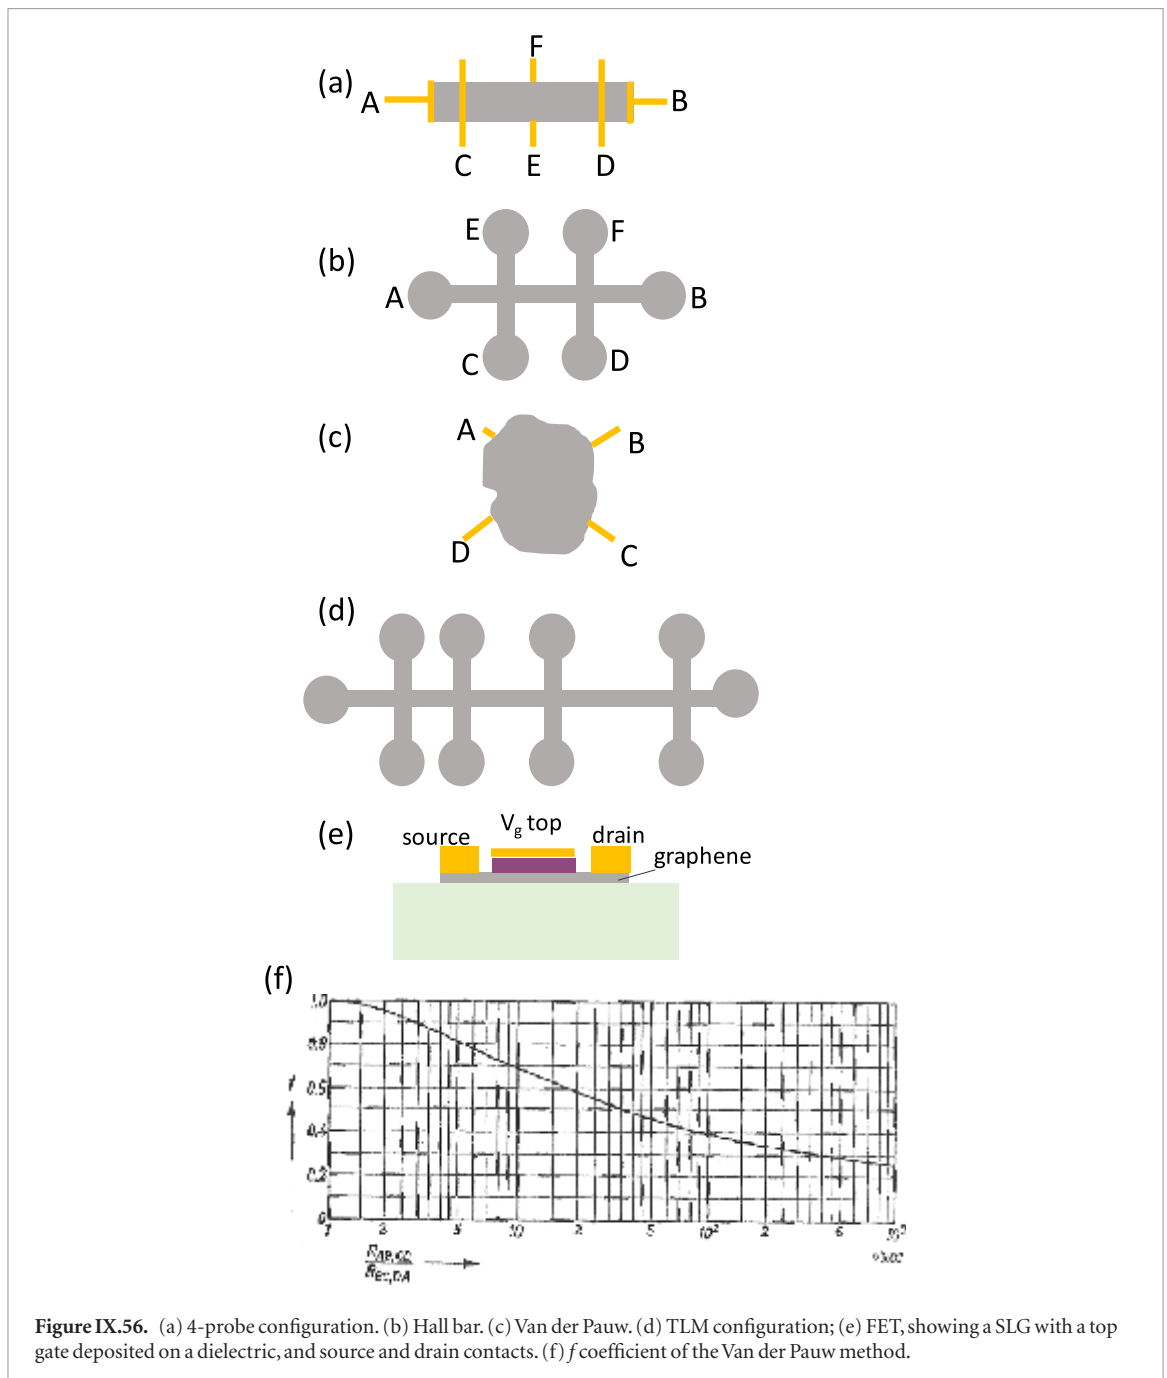 (a)
F
A
B
C
E
D
(b)
E
F
A
B
C
D
(c)
A
B
D
C
(d)
(e)
source
Vg top
drain
graphene
(f)
1.0
0.8
f
0.6
0.4
0.2
0
1
2
5
10
2
5
10²
2
6
10³
R_AB,CD
R_BC,DA
Figure IX.56. (a) 4-probe configuration. (b) Hall bar. (c) Van der Pauw. (d) TLM configuration; (e) FET, showing a SLG with a top
gate deposited on a dielectric, and source and drain contacts. (f) f coefficient of the Van der Pauw method.